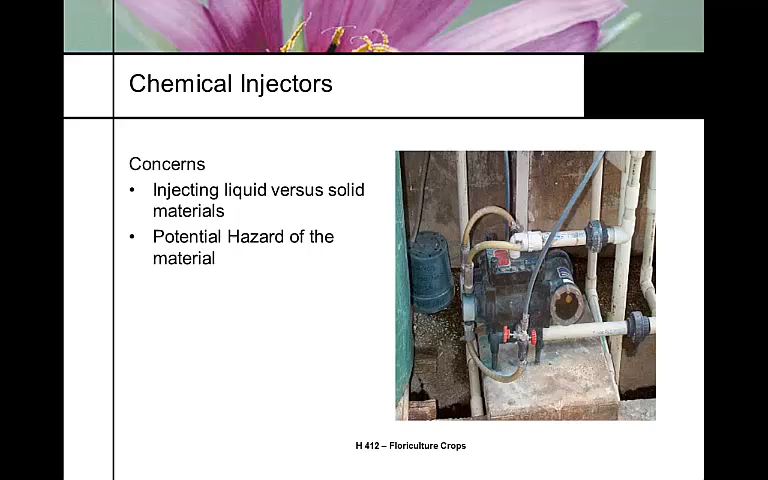 Chemical Injectors
Concerns
• Injecting liquid versus solid
materials
• Potential Hazard of the
material
H 412 – Floriculture Crops